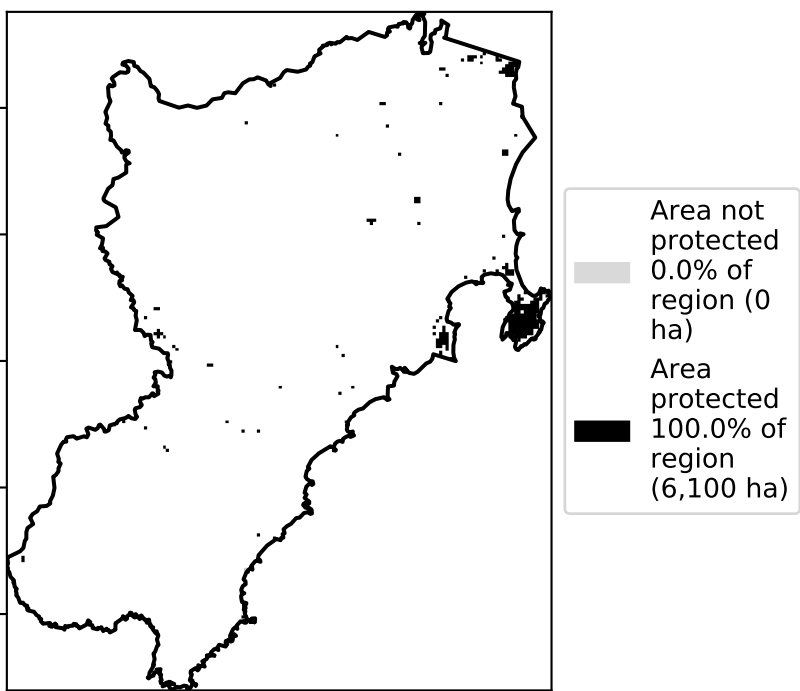 Area not
protected
0.0% of
region (0
ha)
Area
protected
100.0% of
region
(6,100 ha)